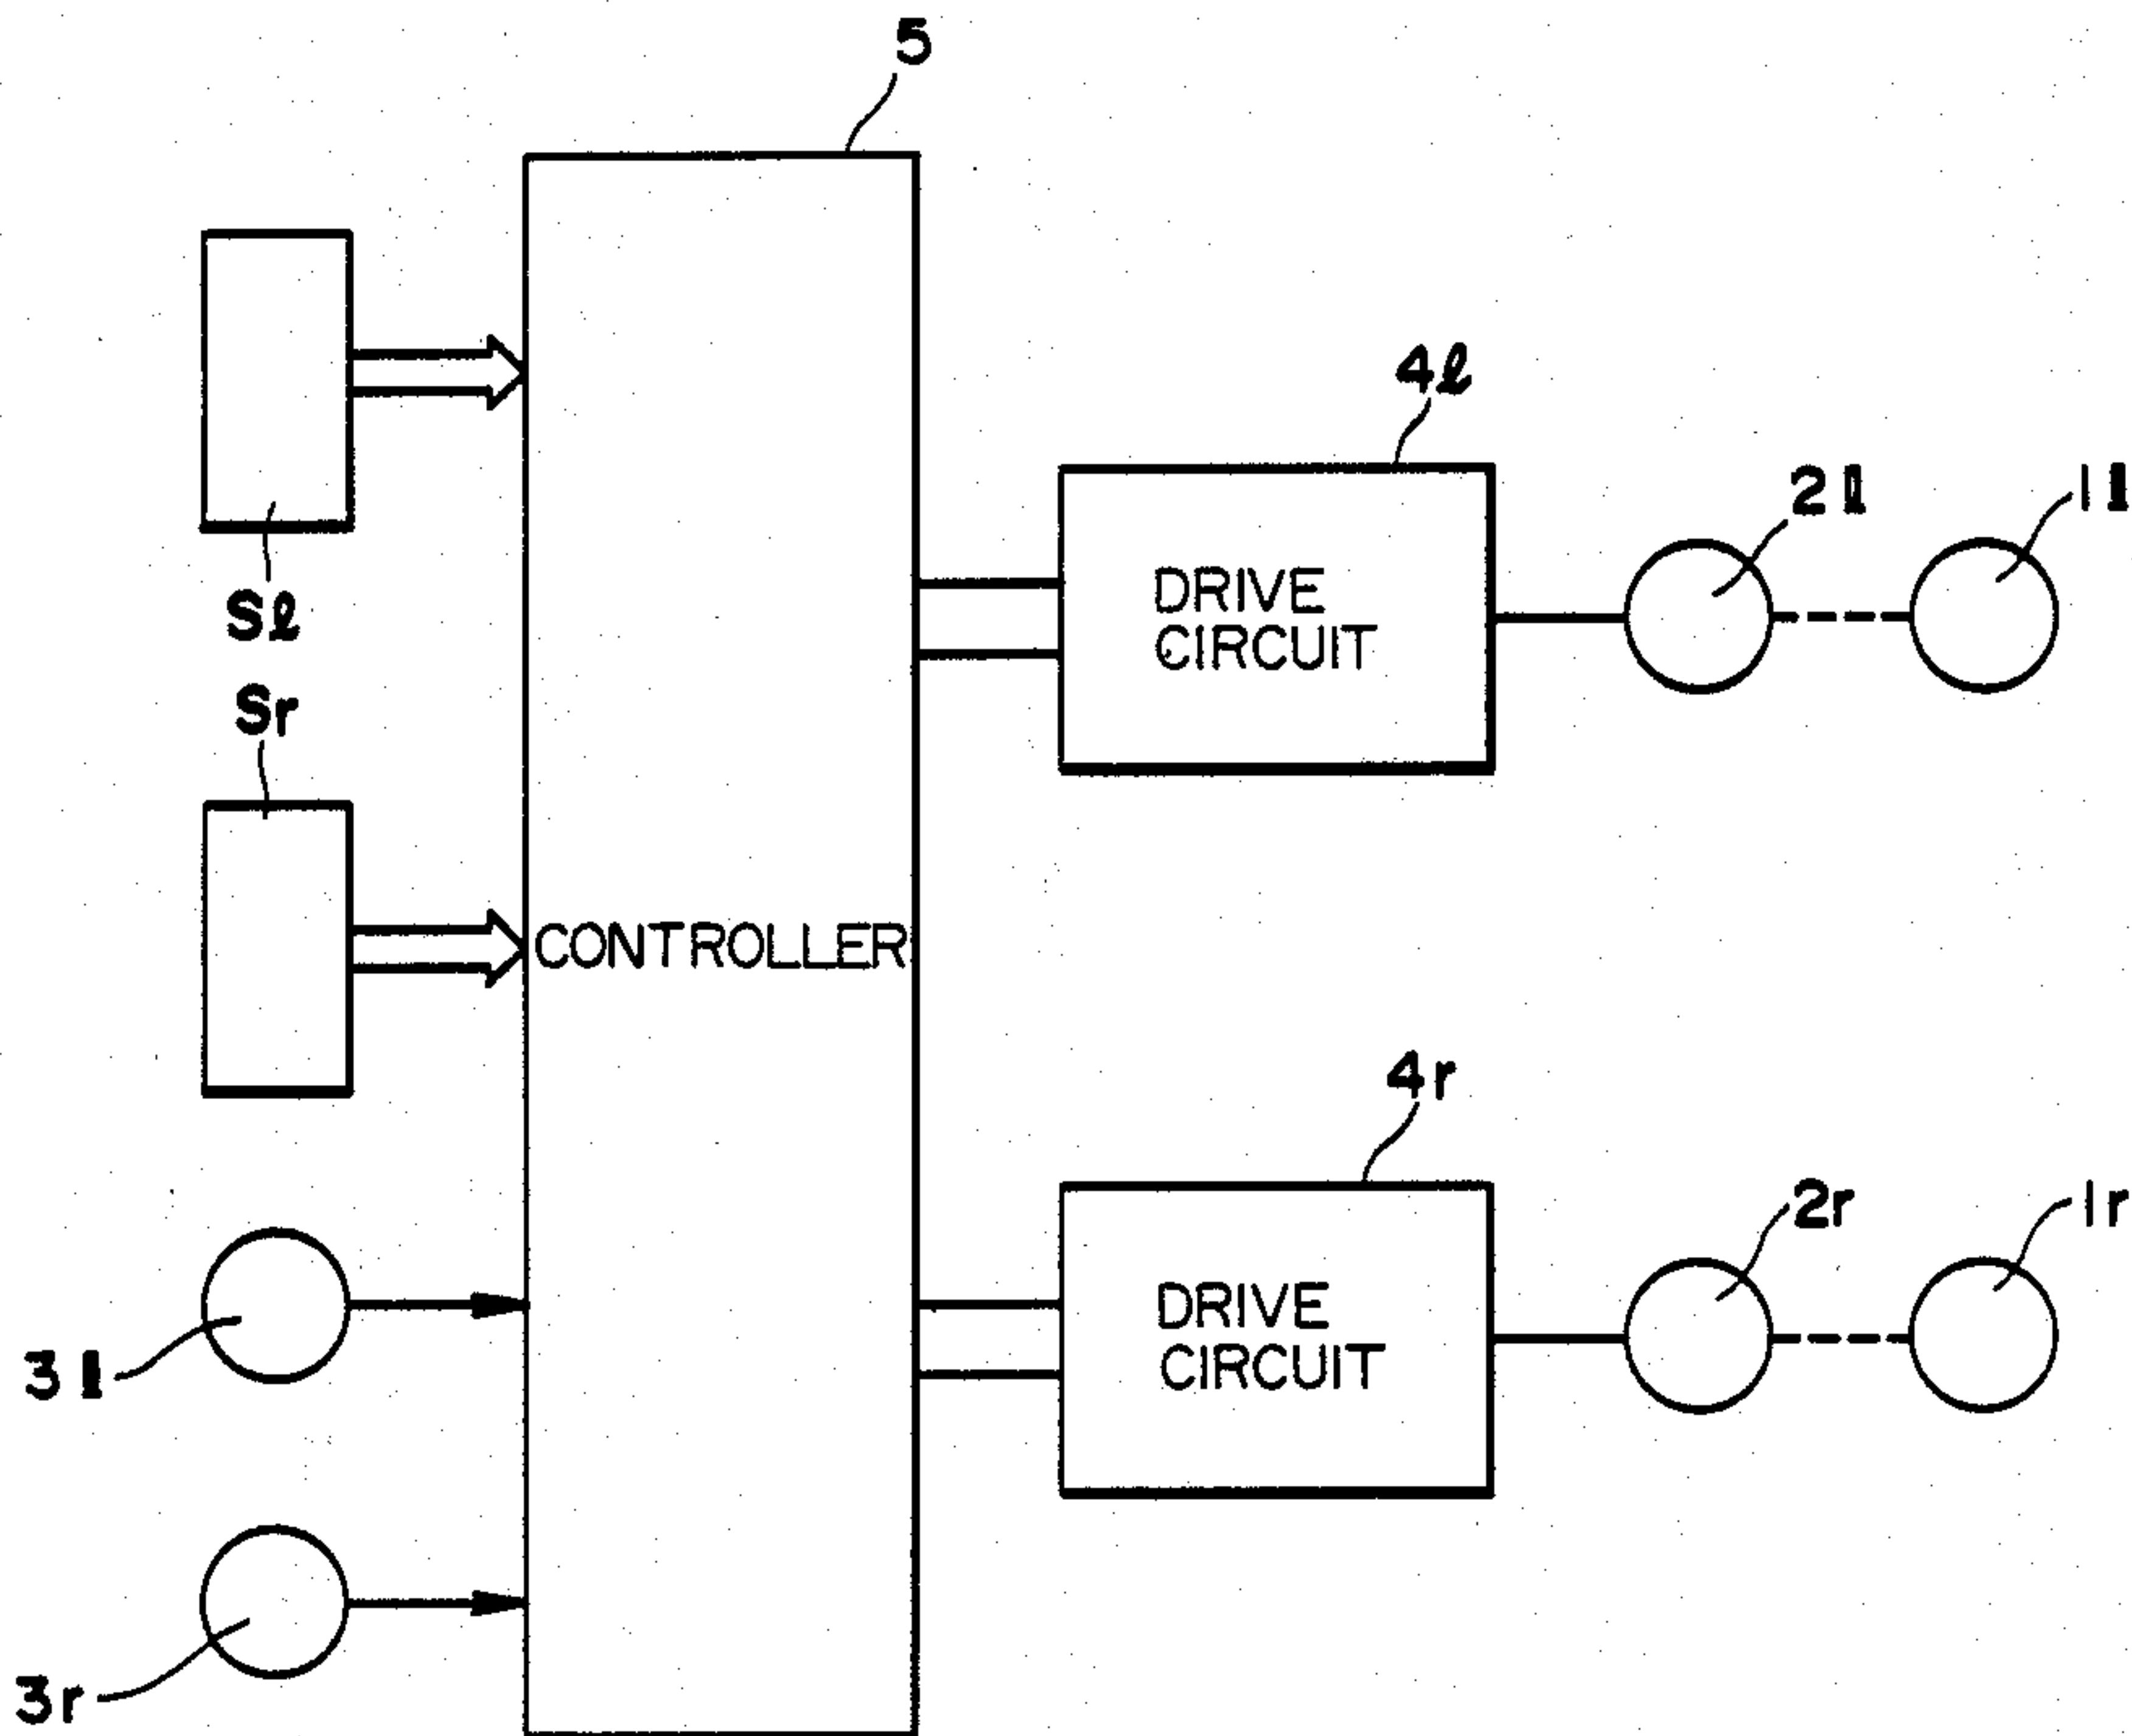 5
4ℓ
2l
1l
DRIVE
CIRCUIT
Sℓ
Sr
CONTROLLER
4r
2r
1r
DRIVE
CIRCUIT
3l
3r